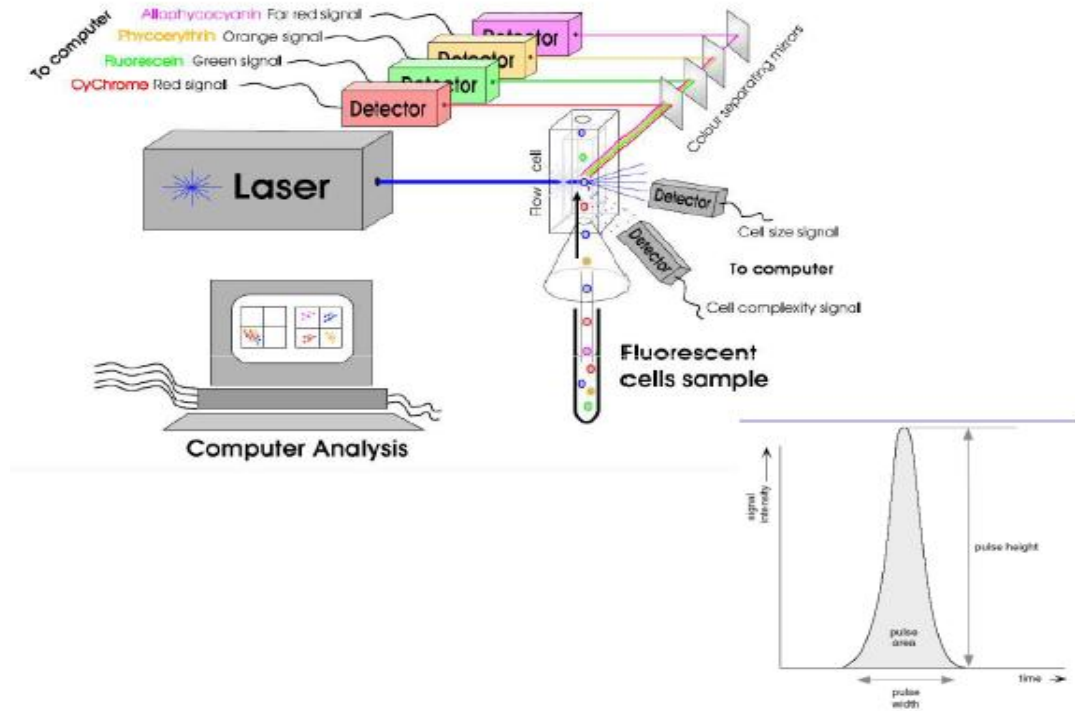 To computer
Allophycocyanin Far red signal
Phycoerythrin Orange signal
Fluorescein Green signal
CyChrome Red signall
Detector
Detector
Detector
Detector
Colour separating mirrors
Laser
Flow cell
Detector
Cell size signal
Detector
To computer
Cell complexity signal
Fluorescent
cells sample
Computer Analysis
signal
intensity
pulse height
pulse
area
time
pulse
width